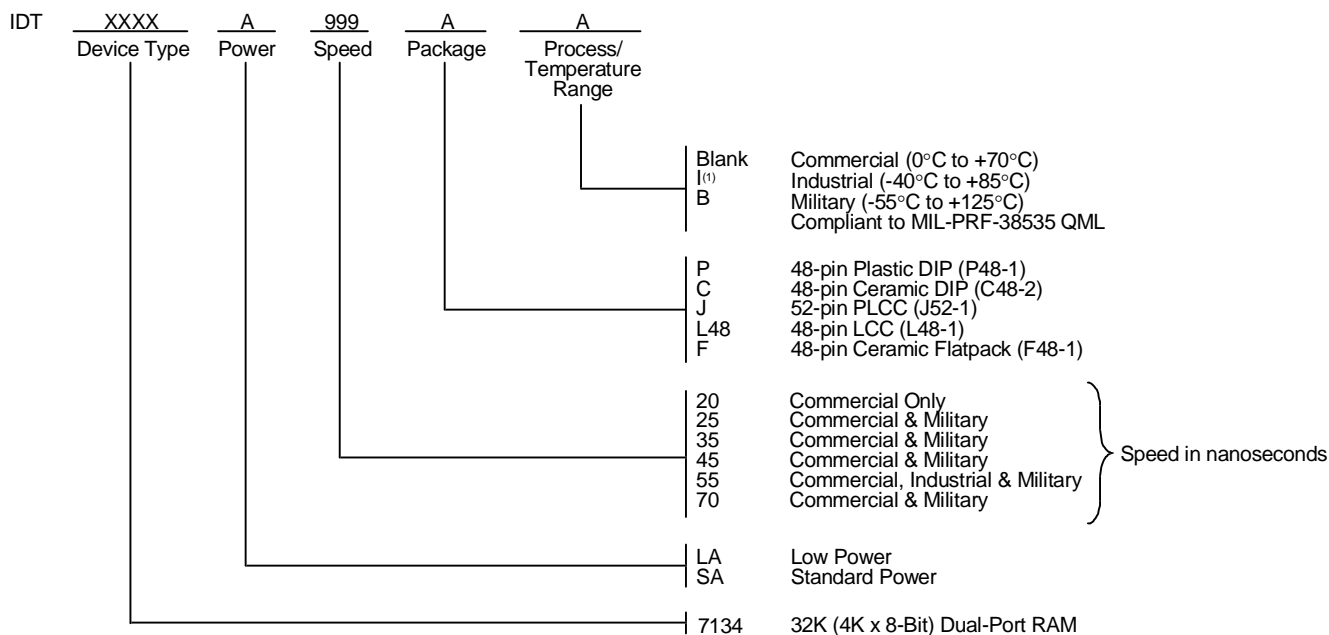 IDT XXXX A 999 A A
Device Type Power Speed Package Process/
Temperature
Range
Blank Commercial (0°C to +70°C)
I(1) Industrial (-40°C to +85°C)
B Military (-55°C to +125°C)
Compliant to MIL-PRF-38535 QML
P 48-pin Plastic DIP (P48-1)
C 48-pin Ceramic DIP (C48-2)
J 52-pin PLCC (J52-1)
L48 48-pin LCC (L48-1)
F 48-pin Ceramic Flatpack (F48-1)
20 Commercial Only
25 Commercial & Military
35 Commercial & Military
45 Commercial & Military
55 Commercial, Industrial & Military
70 Commercial & Military
Speed in nanoseconds
LA Low Power
SA Standard Power
7134 32K (4K x 8-Bit) Dual-Port RAM